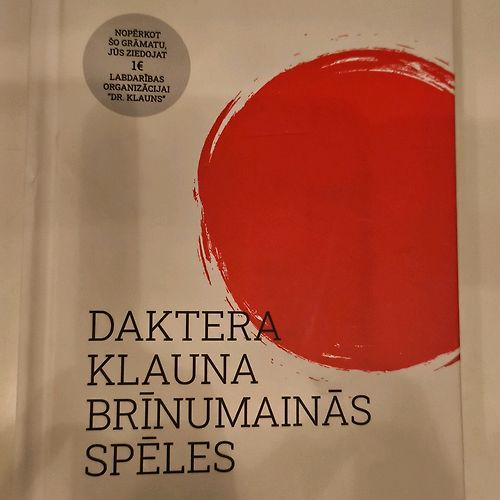 NOPĒRKOT
ŠO GRĀMATU,
JŪS ZIEDOJAT
1€
LABDARĪBAS
ORGANIZĀCIJAI
"DR. KLAUNS"
DAKTERA
KLAUNA
BRĪNUMAINĀS
SPĒLES